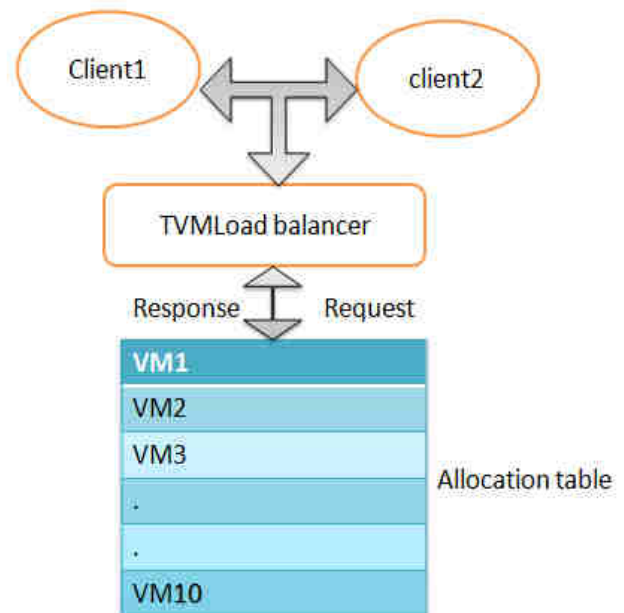 Client1
client2
TVMLoad balancer
Response
Request
VM1
VM2
VM3
.
.
VM10
Allocation table